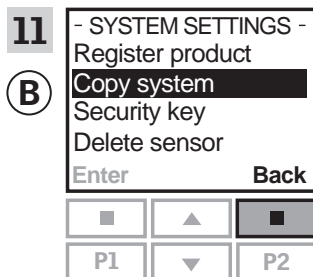 11
B
- SYSTEM SETTINGS -
Register product
Copy system
Security key
Delete sensor
Enter Back
P1 P2